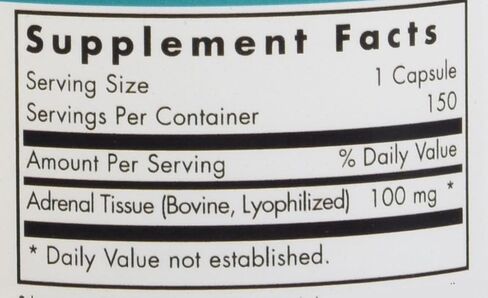 Supplement Facts
Serving Size 1 Capsule
Servings Per Container 150
Amount Per Serving % Daily Value
Adrenal Tissue (Bovine, Lyophilized) 100 mg *
* Daily Value not established.